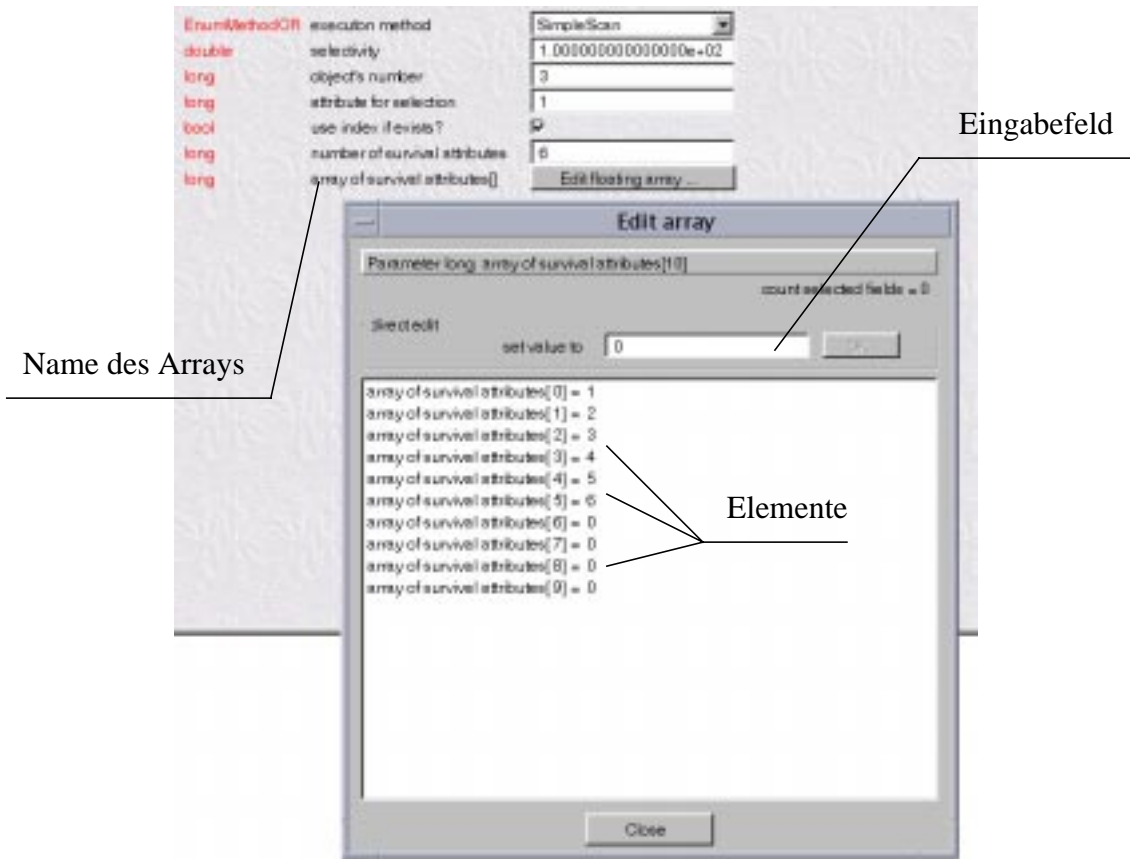 EnumMethodOR execution method SimpleScan
double selectivity 1.000000000000000e+02
long object's number 3
long attribute for selection 1
bool use index if exists?
long number of survival attributes 6
long array of survival attributes[] Edit floating array ...
Eingabefeld
Name des Arrays
Edit array
Parameter long array of survival attributes[10]
count selected fields = 0
direct edit
set value to 0
array of survival attributes[0] = 1
array of survival attributes[1] = 2
array of survival attributes[2] = 3
array of survival attributes[3] = 4
array of survival attributes[4] = 5
array of survival attributes[5] = 6
array of survival attributes[6] = 0
array of survival attributes[7] = 0
array of survival attributes[8] = 0
array of survival attributes[9] = 0
Elemente
Close